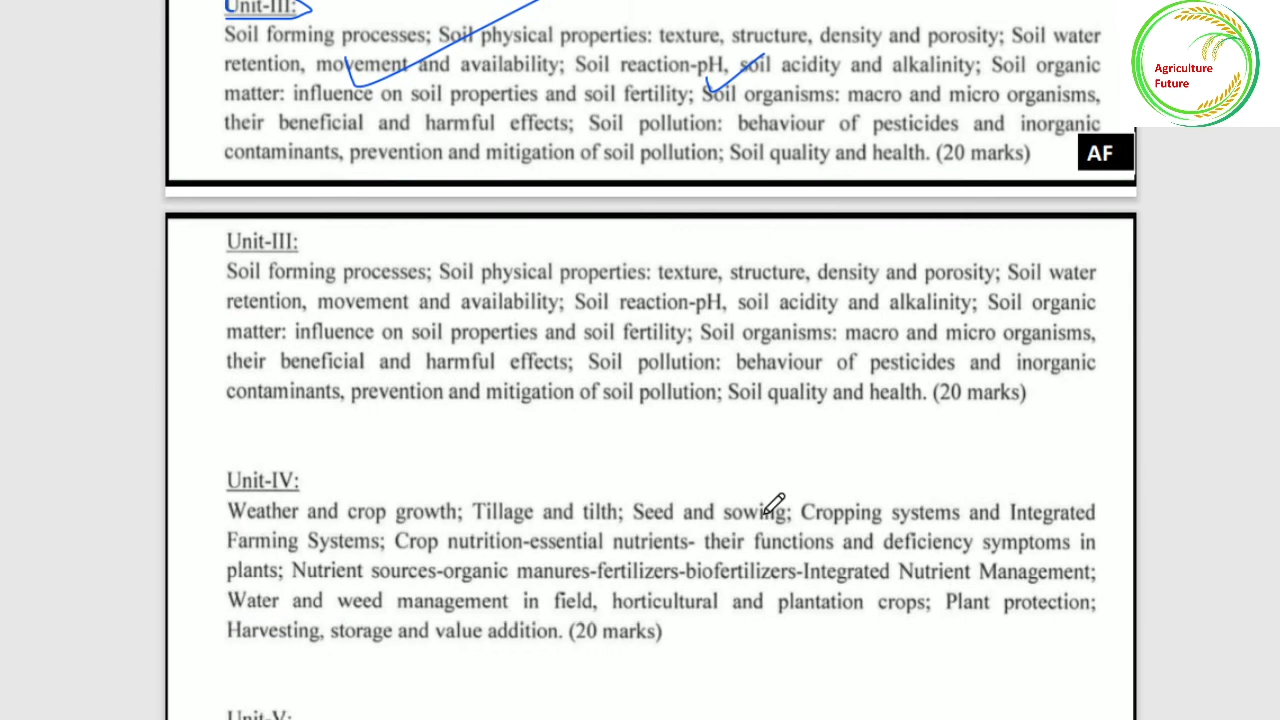 Unit-III:
Soil forming processes; Soil physical properties: texture, structure, density and porosity; Soil water
retention, movement and availability; Soil reaction-pH, soil acidity and alkalinity; Soil organic
matter: influence on soil properties and soil fertility; Soil organisms: macro and micro organisms,
their beneficial and harmful effects; Soil pollution: behaviour of pesticides and inorganic
contaminants, prevention and mitigation of soil pollution; Soil quality and health. (20 marks)
Agriculture
Future
AF
Unit-III:
Soil forming processes; Soil physical properties: texture, structure, density and porosity; Soil water
retention, movement and availability; Soil reaction-pH, soil acidity and alkalinity; Soil organic
matter: influence on soil properties and soil fertility; Soil organisms: macro and micro organisms,
their beneficial and harmful effects; Soil pollution: behaviour of pesticides and inorganic
contaminants, prevention and mitigation of soil pollution; Soil quality and health. (20 marks)
Unit-IV:
Weather and crop growth; Tillage and tilth; Seed and sowing; Cropping systems and Integrated
Farming Systems; Crop nutrition-essential nutrients- their functions and deficiency symptoms in
plants; Nutrient sources-organic manures-fertilizers-biofertilizers-Integrated Nutrient Management;
Water and weed management in field, horticultural and plantation crops; Plant protection;
Harvesting, storage and value addition. (20 marks)
Unit-V: